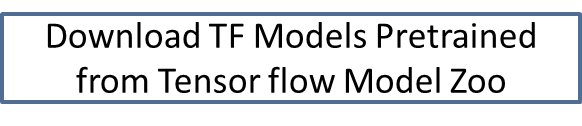 Download TF Models Pretrained
from Tensor flow Model Zoo